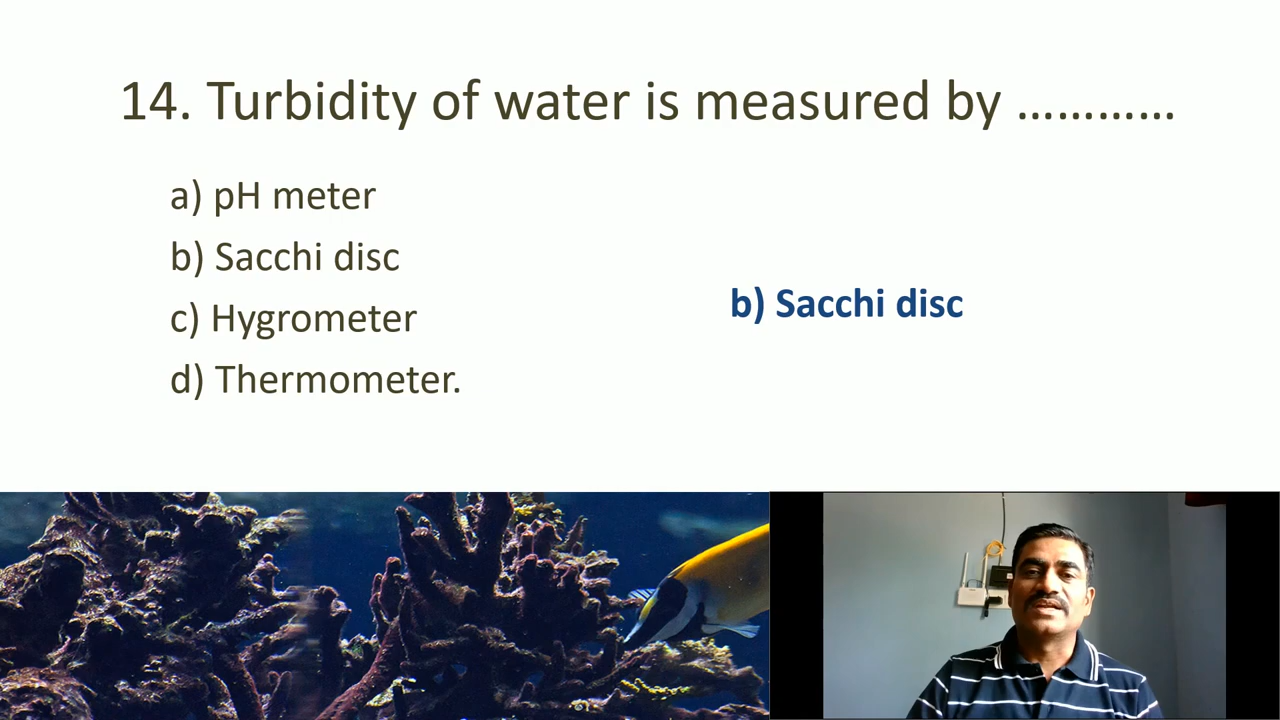 14. Turbidity of water is measured by …………
a) pH meter
b) Sacchi disc
c) Hygrometer
d) Thermometer.
b) Sacchi disc